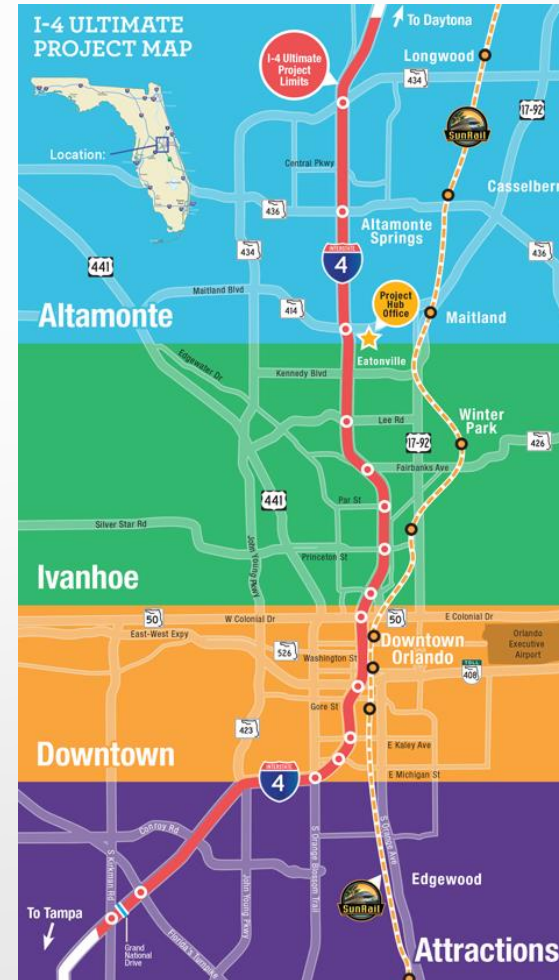 I-4 ULTIMATE
PROJECT MAP
To Daytona
I-4 Ultimate
Project
Limits
Longwood
434
17-92
SunRail
Location:
Central Pkwy
Casselberr
436
Altamonte
Springs
434
436
441
INTERSTATE
4
Maitland Blvd
414
Project
Hub
Office
Altamonte
Maitland
Eatonville
Edgewater Dr
Kennedy Blvd
Lee Rd
Winter
Park
17-92
426
Fairbanks Ave
441
Par St
Silver Star Rd
John Young Pkwy
Princeton St
Ivanhoe
50
W Colonial Dr
50
E Colonial Dr
East-West Expy
Downtown
Orlando
Orlando
Executive
Airport
526
Washington St
TOLL
408
Gore St
423
Downtown
E Kaley Ave
INTERSTATE
4
E Michigan St
Conroy Rd
S Kirkman Rd
John Young Pkwy
S Orange Blossom Trail
S Orange Ave
Edgewood
SunRail
To Tampa
Grand
National
Drive
Florida's Turnpike
Attractions